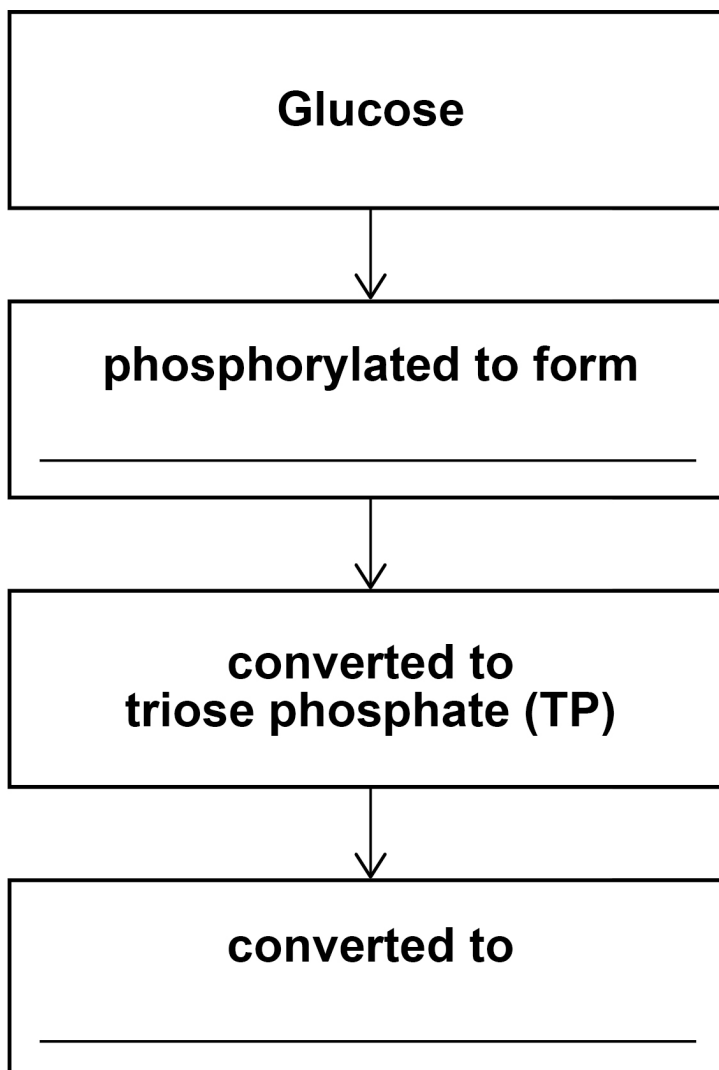 Glucose
phosphorylated to form
converted to
triose phosphate (TP)
converted to